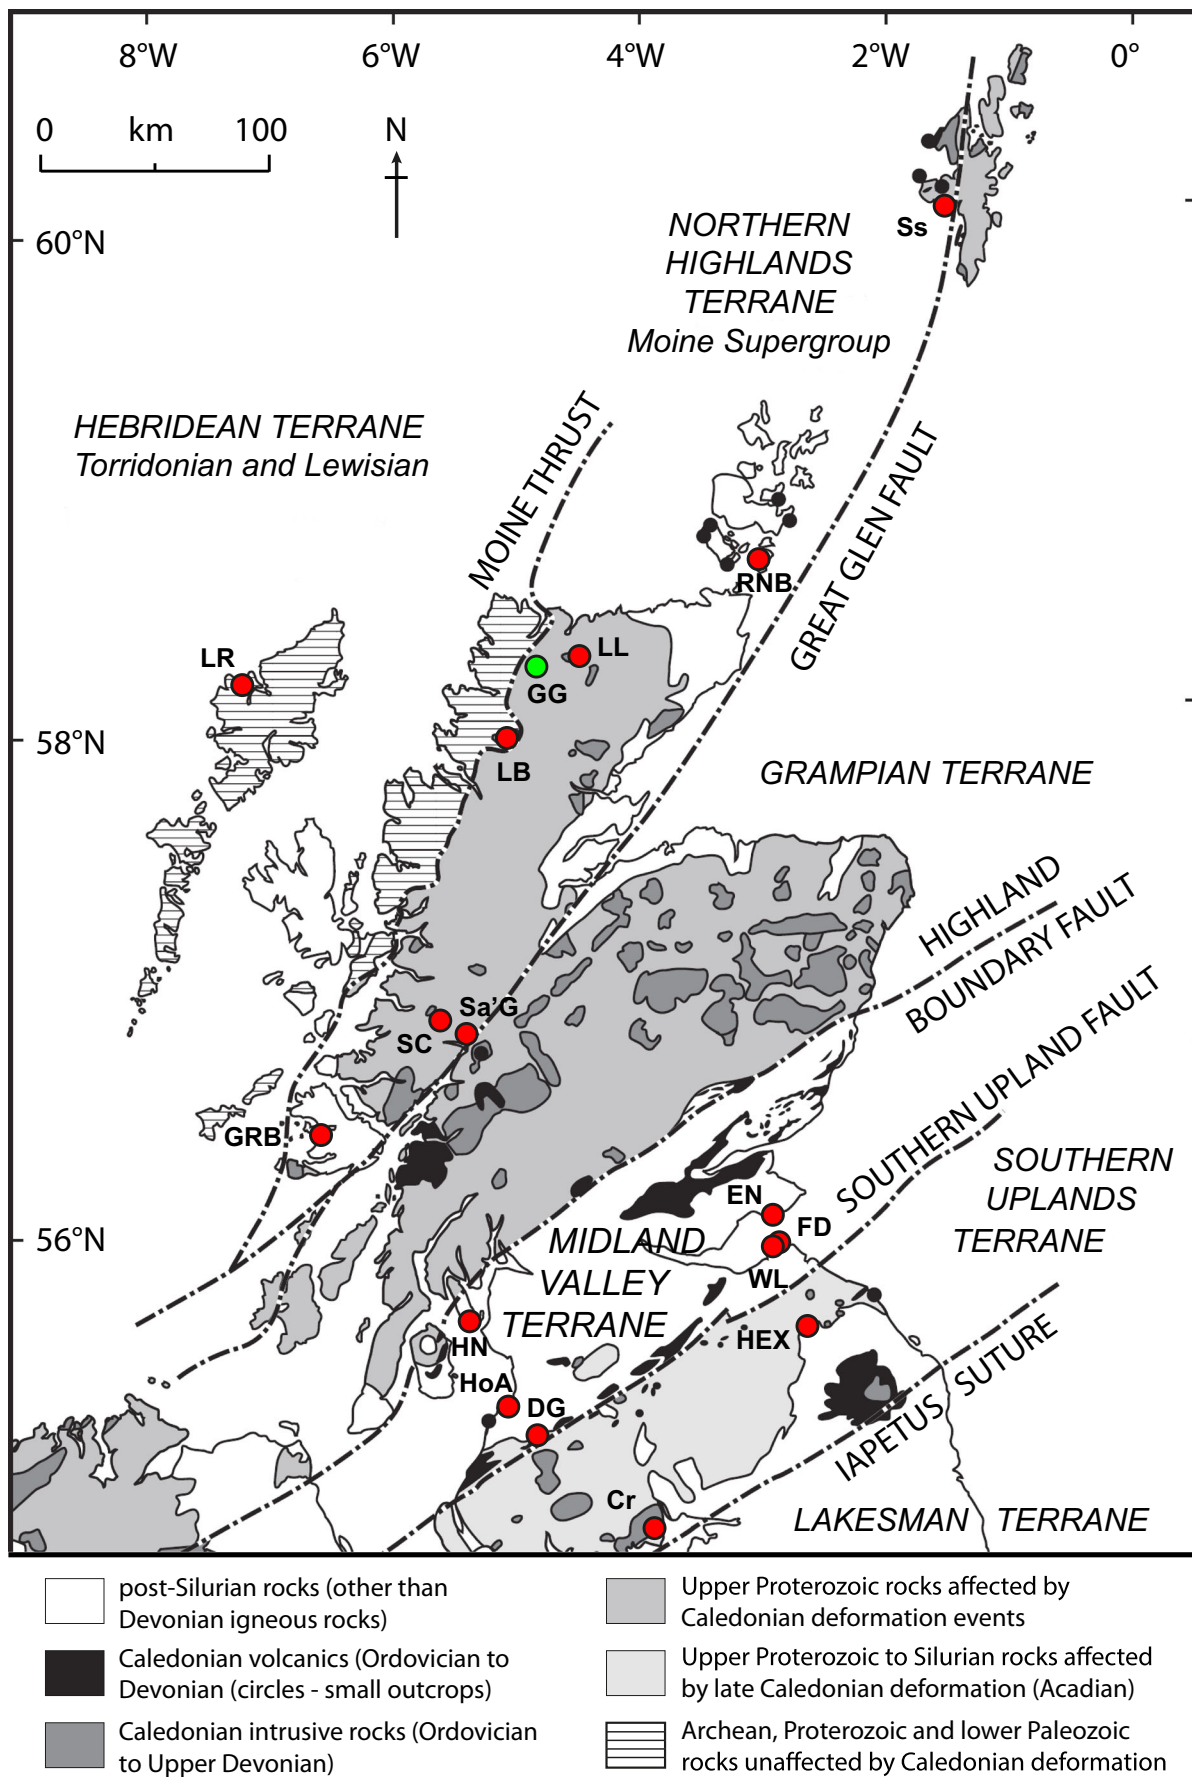 8°W 6°W 4°W 2°W 0°
0 km 100
N
60°N
NORTHERN
HIGHLANDS
TERRANE
Moine Supergroup
Ss
HEBRIDEAN TERRANE
Torridonian and Lewisian
MOINE THRUST
GREAT GLEN FAULT
RNB
LR
LL
GG
58°N
LB
GRAMPIAN TERRANE
HIGHLAND
BOUNDARY FAULT
SOUTHERN UPLAND FAULT
Sa'G
SC
GRB
SOUTHERN
UPLANDS
TERRANE
EN
FD
56°N
WL
MIDLAND
VALLEY
TERRANE
HN
HEX
HoA
DG
IAPETUS SUTURE
Cr
LAKESMAN TERRANE
post-Silurian rocks (other than
Devonian igneous rocks)
Caledonian volcanics (Ordovician to
Devonian (circles - small outcrops)
Caledonian intrusive rocks (Ordovician
to Upper Devonian)
Upper Proterozoic rocks affected by
Caledonian deformation events
Upper Proterozoic to Silurian rocks affected
by late Caledonian deformation (Acadian)
Archean, Proterozoic and lower Paleozoic
rocks unaffected by Caledonian deformation